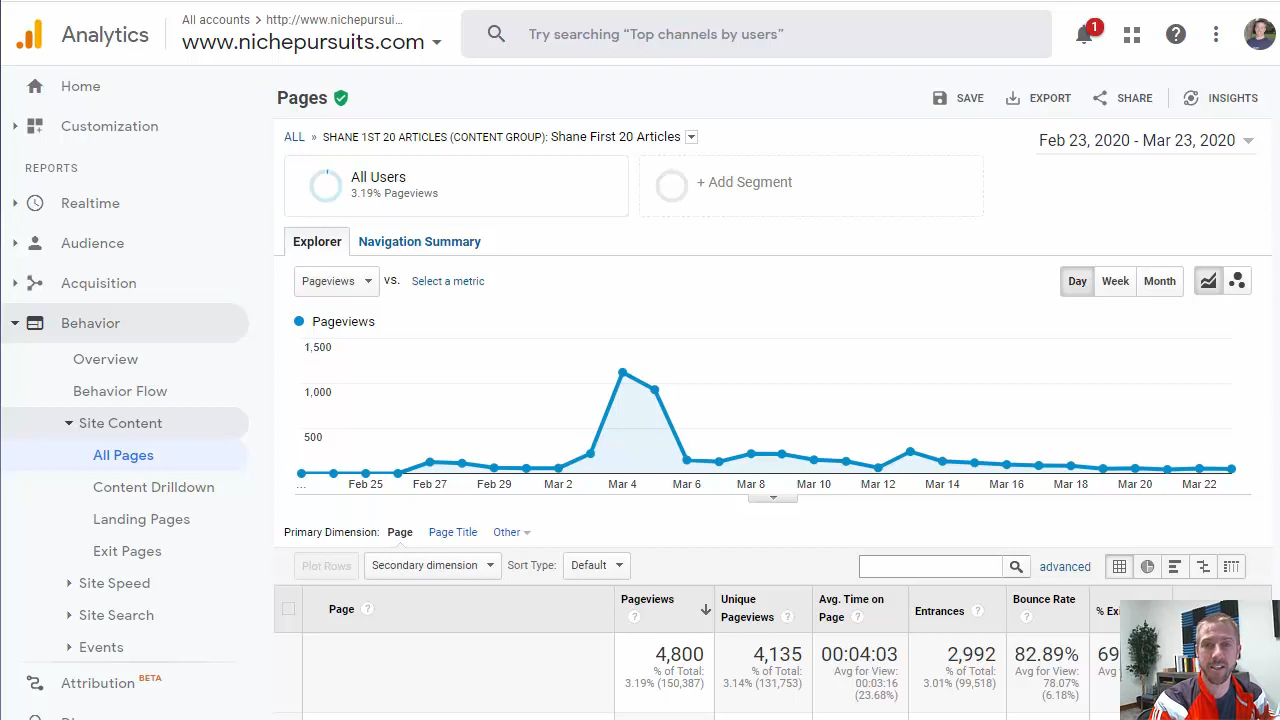 Analytics
All accounts > http://www.nichepursui...
www.nichepursuits.com
Try searching “Top channels by users”
1
Home
Customization
REPORTS
Realtime
Audience
Acquisition
Behavior
Overview
Behavior Flow
Site Content
All Pages
Content Drilldown
Landing Pages
Exit Pages
Site Speed
Site Search
Events
Attribution BETA
Pages
SAVE
EXPORT
SHARE
INSIGHTS
ALL » SHANE 1ST 20 ARTICLES (CONTENT GROUP): Shane First 20 Articles
Feb 23, 2020 - Mar 23, 2020
All Users
3.19% Pageviews
+ Add Segment
Explorer
Navigation Summary
Pageviews
VS.
Select a metric
Day
Week
Month
Pageviews
1,500
1,000
500
... Feb 25 Feb 27 Feb 29 Mar 2 Mar 4 Mar 6 Mar 8 Mar 10 Mar 12 Mar 14 Mar 16 Mar 18 Mar 20 Mar 22
Primary Dimension: Page Page Title Other
Plot Rows
Secondary dimension
Sort Type:
Default
advanced
Page ?
Pageviews ?
Unique Pageviews ?
Avg. Time on Page ?
Entrances ?
Bounce Rate ?
4,800
% of Total:
3.19% (150,387)
4,135
% of Total:
3.14% (131,753)
00:04:03
Avg for View:
00:03:16
(23.68%)
2,992
% of Total:
3.01% (99,518)
82.89%
Avg for View:
78.07%
(6.18%)